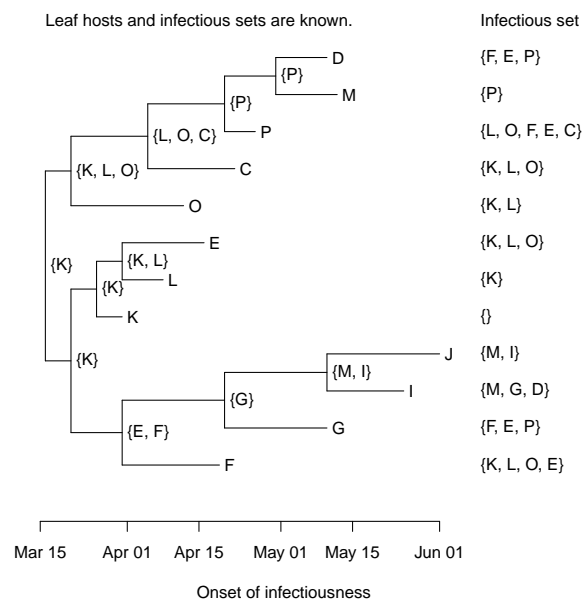 Leaf hosts and infectious sets are known. Infectious set
D {F, E, P}
{P}
M {P}
{P}
P {L, O, F, E, C}
{L, O, C}
C {K, L, O}
{K, L, O}
O {K, L}
E {K, L, O}
{K, L}
{K}
L {K}
{K}
K {}
J {M, I}
{K}
{M, I}
I {M, G, D}
{G}
G {F, E, P}
{E, F}
F {K, L, O, E}
Mar 15 Apr 01 Apr 15 May 01 May 15 Jun 01
Onset of infectiousness